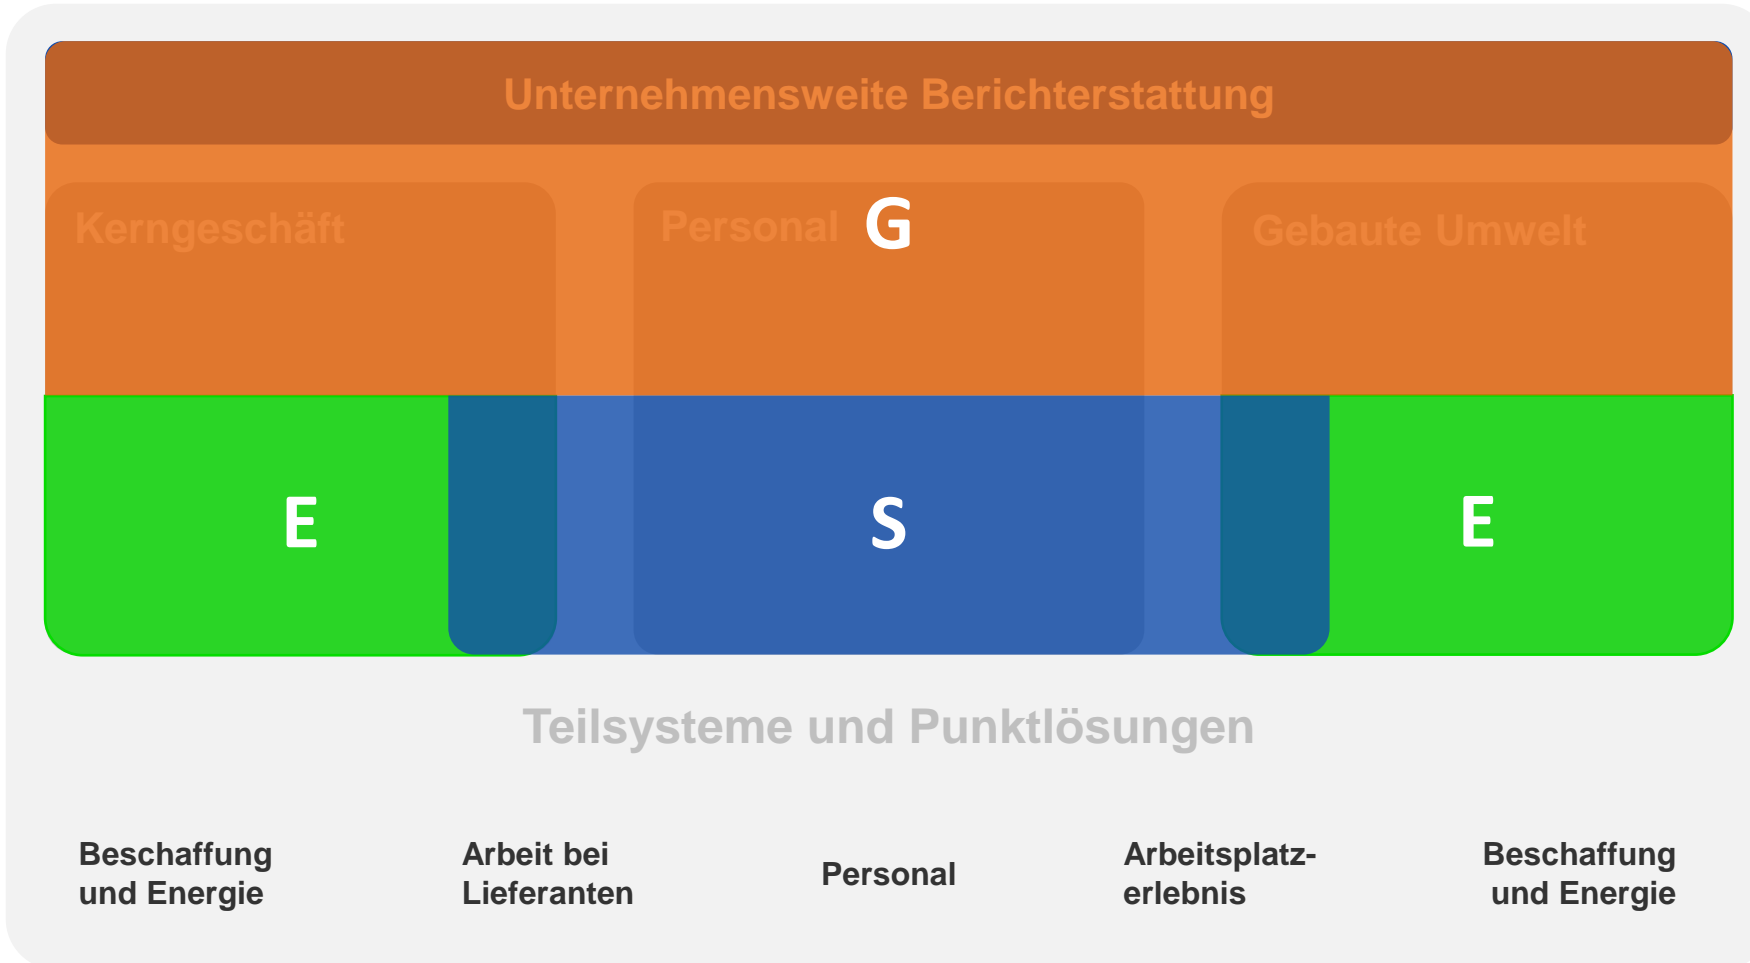 Unternehmensweite Berichterstattung
Kerngeschäft
Personal
G
Gebaute Umwelt
E
S
E
Teilsysteme und Punktlösungen
Beschaffung
und Energie
Arbeit bei
Lieferanten
Personal
Arbeitsplatz-
erlebnis
Beschaffung
und Energie